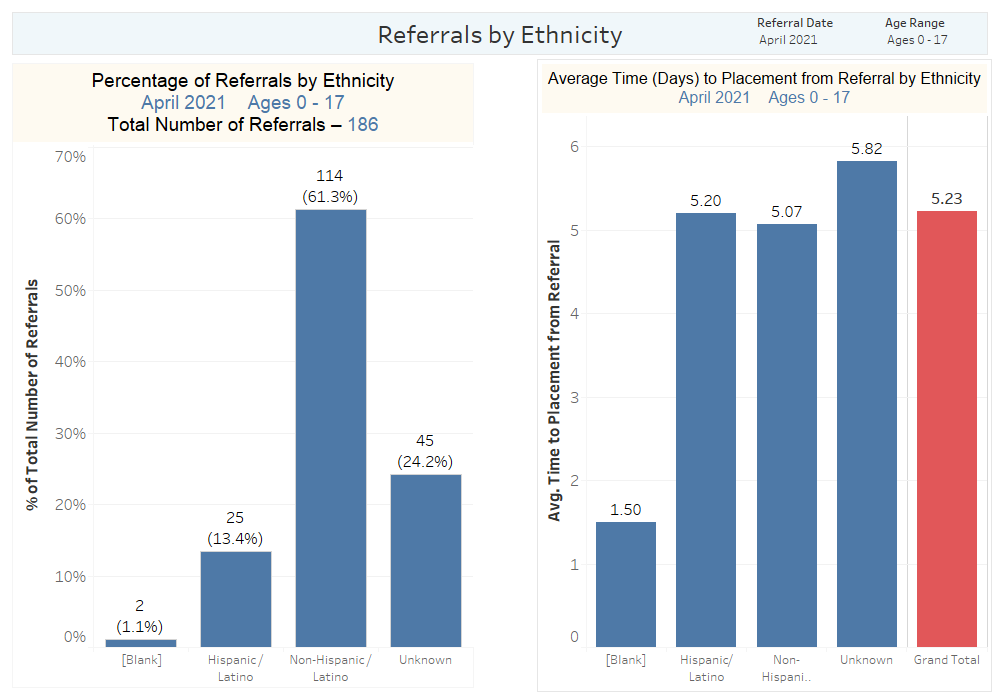 Referrals by Ethnicity
Referral Date
April 2021
Age Range
Ages 0 - 17
Percentage of Referrals by Ethnicity
April 2021 Ages 0 - 17
Total Number of Referrals – 186
% of Total Number of Referrals
70%
60%
50%
40%
30%
20%
10%
0%
2
(1.1%)
25
(13.4%)
114
(61.3%)
45
(24.2%)
[Blank]
Hispanic /
Latino
Non-Hispanic /
Latino
Unknown
Average Time (Days) to Placement from Referral by Ethnicity
April 2021 Ages 0 - 17
Avg. Time to Placement from Referral
6
5
4
3
2
1
0
1.50
5.20
5.07
5.82
5.23
[Blank]
Hispanic/
Latino
Non-
Hispani..
Unknown
Grand Total